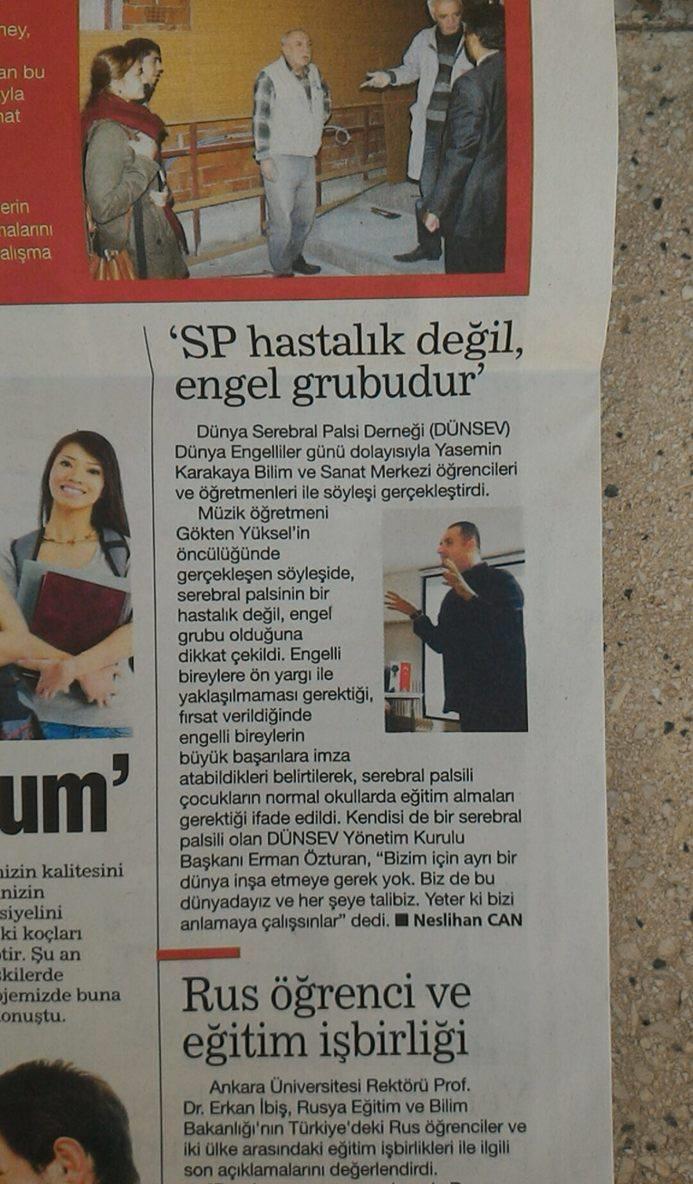 ney,
an bu
yla
nat
erin
malarını
alışma
‘SP hastalık değil,
engel grubudur’
Dünya Serebral Palsi Derneği (DÜNSEV)
Dünya Engelliler günü dolayısıyla Yasemin
Karakaya Bilim ve Sanat Merkezi öğrencileri
ve öğretmenleri ile söyleşi gerçekleştirdi.
Müzik öğretmeni
Gökten Yüksel'in
öncülüğünde
gerçekleşen söyleşide,
serebral palsinin bir
hastalık değil, engel
grubu olduğuna
dikkat çekildi. Engelli
bireylere ön yargı ile
yaklaşılmaması gerektiği,
fırsat verildiğinde
engelli bireylerin
büyük başarılara imza
atabildikleri belirtilerek, serebral palsili
çocukların normal okullarda eğitim almaları
gerektiği ifade edildi. Kendisi de bir serebral
palsili olan DÜNSEV Yönetim Kurulu
Başkanı Erman Özturan, “Bizim için ayrı bir
dünya inşa etmeye gerek yok. Biz de bu
dünyadayız ve her şeye talibiz. Yeter ki bizi
anlamaya çalışsınlar” dedi. ■ Neslihan CAN
um’
nizin kalitesini
nizin
siyelini
ki koçları
tir. Şu an
skilerde
ojemizde buna
onuştu.
Rus öğrenci ve
eğitim işbirliği
Ankara Üniversitesi Rektörü Prof.
Dr. Erkan İbiş, Rusya Eğitim ve Bilim
Bakanlığı'nın Türkiye'deki Rus öğrenciler ve
iki ülke arasındaki eğitim işbirlikleri ile ilgili
son açıklamalarını değerlendirdi.